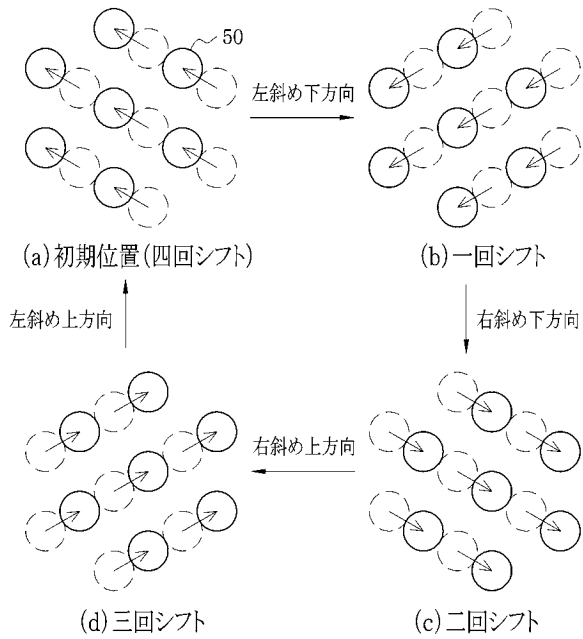 50
左斜め下方向
(a)初期位置(四回シフト)
(b)一回シフト
左斜め上方向
右斜め下方向
右斜め上方向
(d)三回シフト
(c)二回シフト